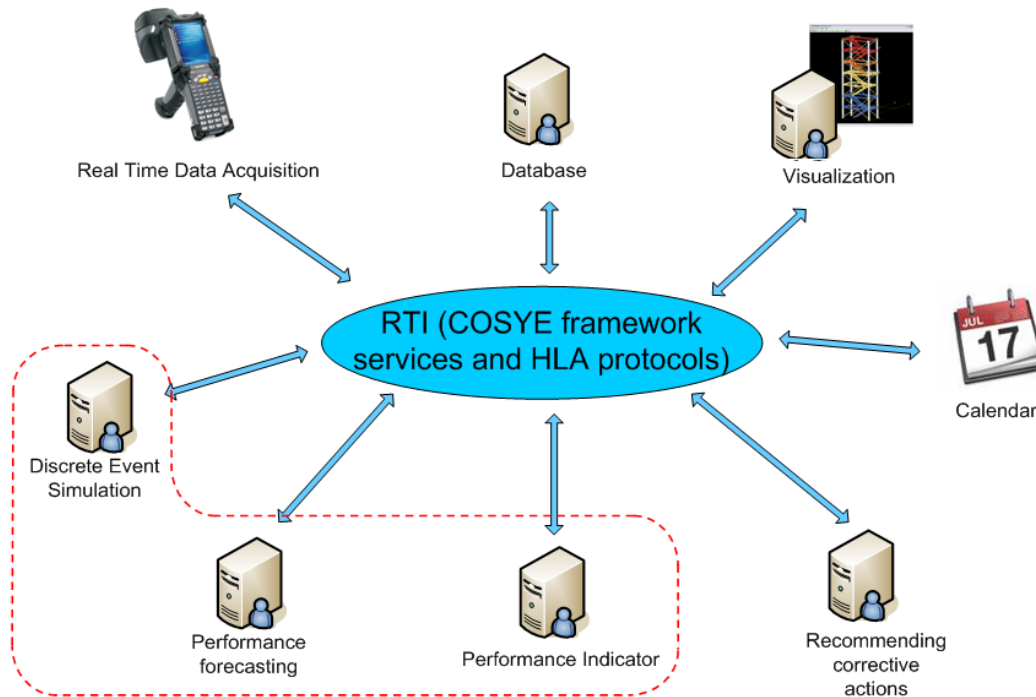 Real Time Data Acquisition
Database
Visualization
RTI (COSYE framework
services and HLA protocols)
JUL
17
Calendar
Discrete Event
Simulation
Performance
forecasting
Performance Indicator
Recommending
corrective
actions